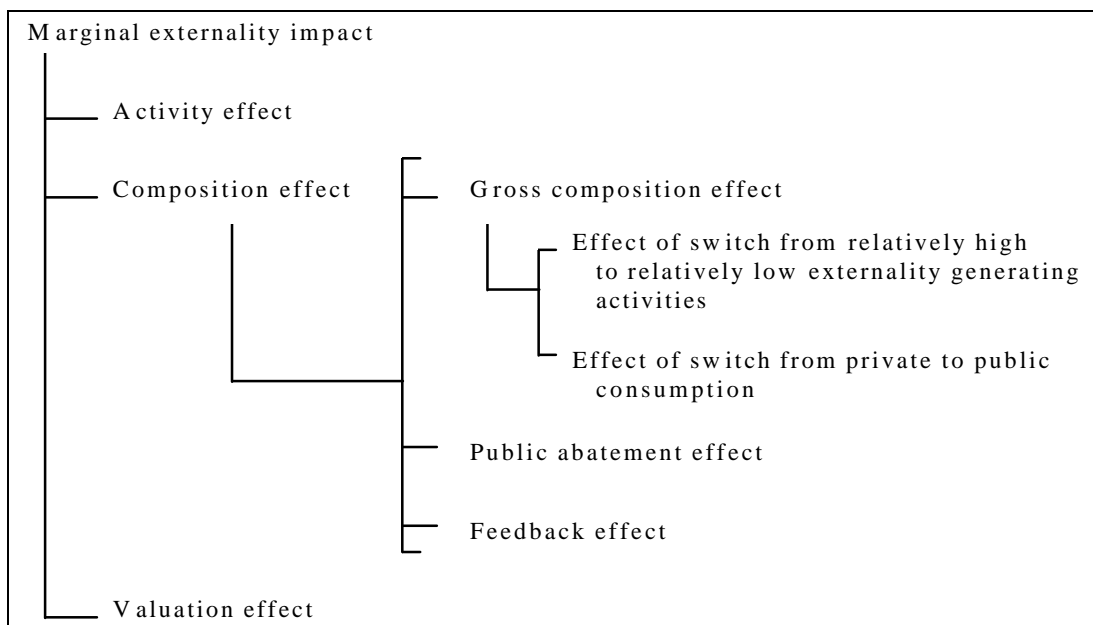 Marginal externality impact
Activity effect
Composition effect
Gross composition effect
Effect of switch from relatively high
to relatively low externality generating
activities
Effect of switch from private to public
consumption
Public abatement effect
Feedback effect
Valuation effect